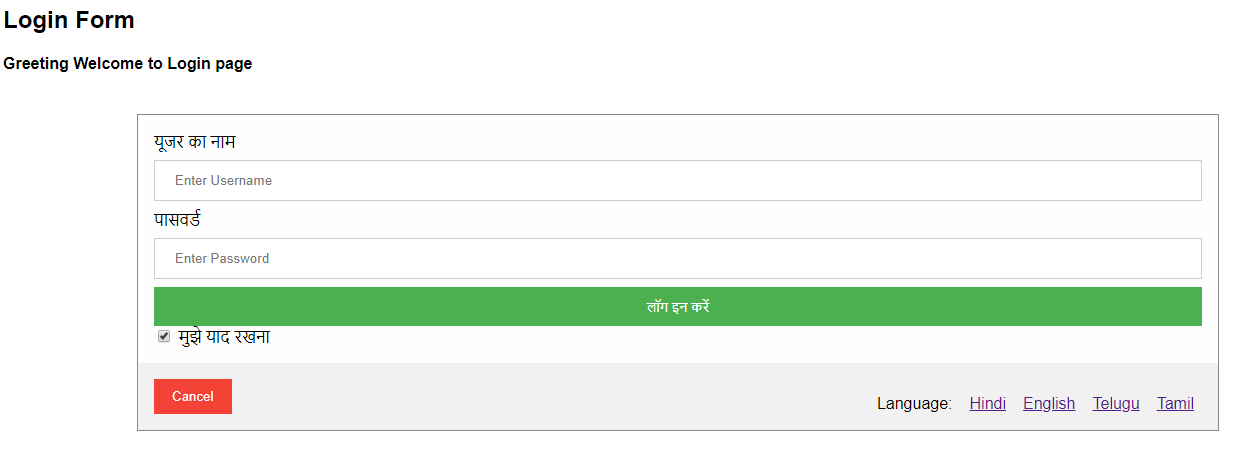 Login Form
Greeting Welcome to Login page
यूजर का नाम
Enter Username
पासवर्ड
Enter Password
लॉग इन करें
मुझे याद रखना
Cancel
Language: Hindi English Telugu Tamil